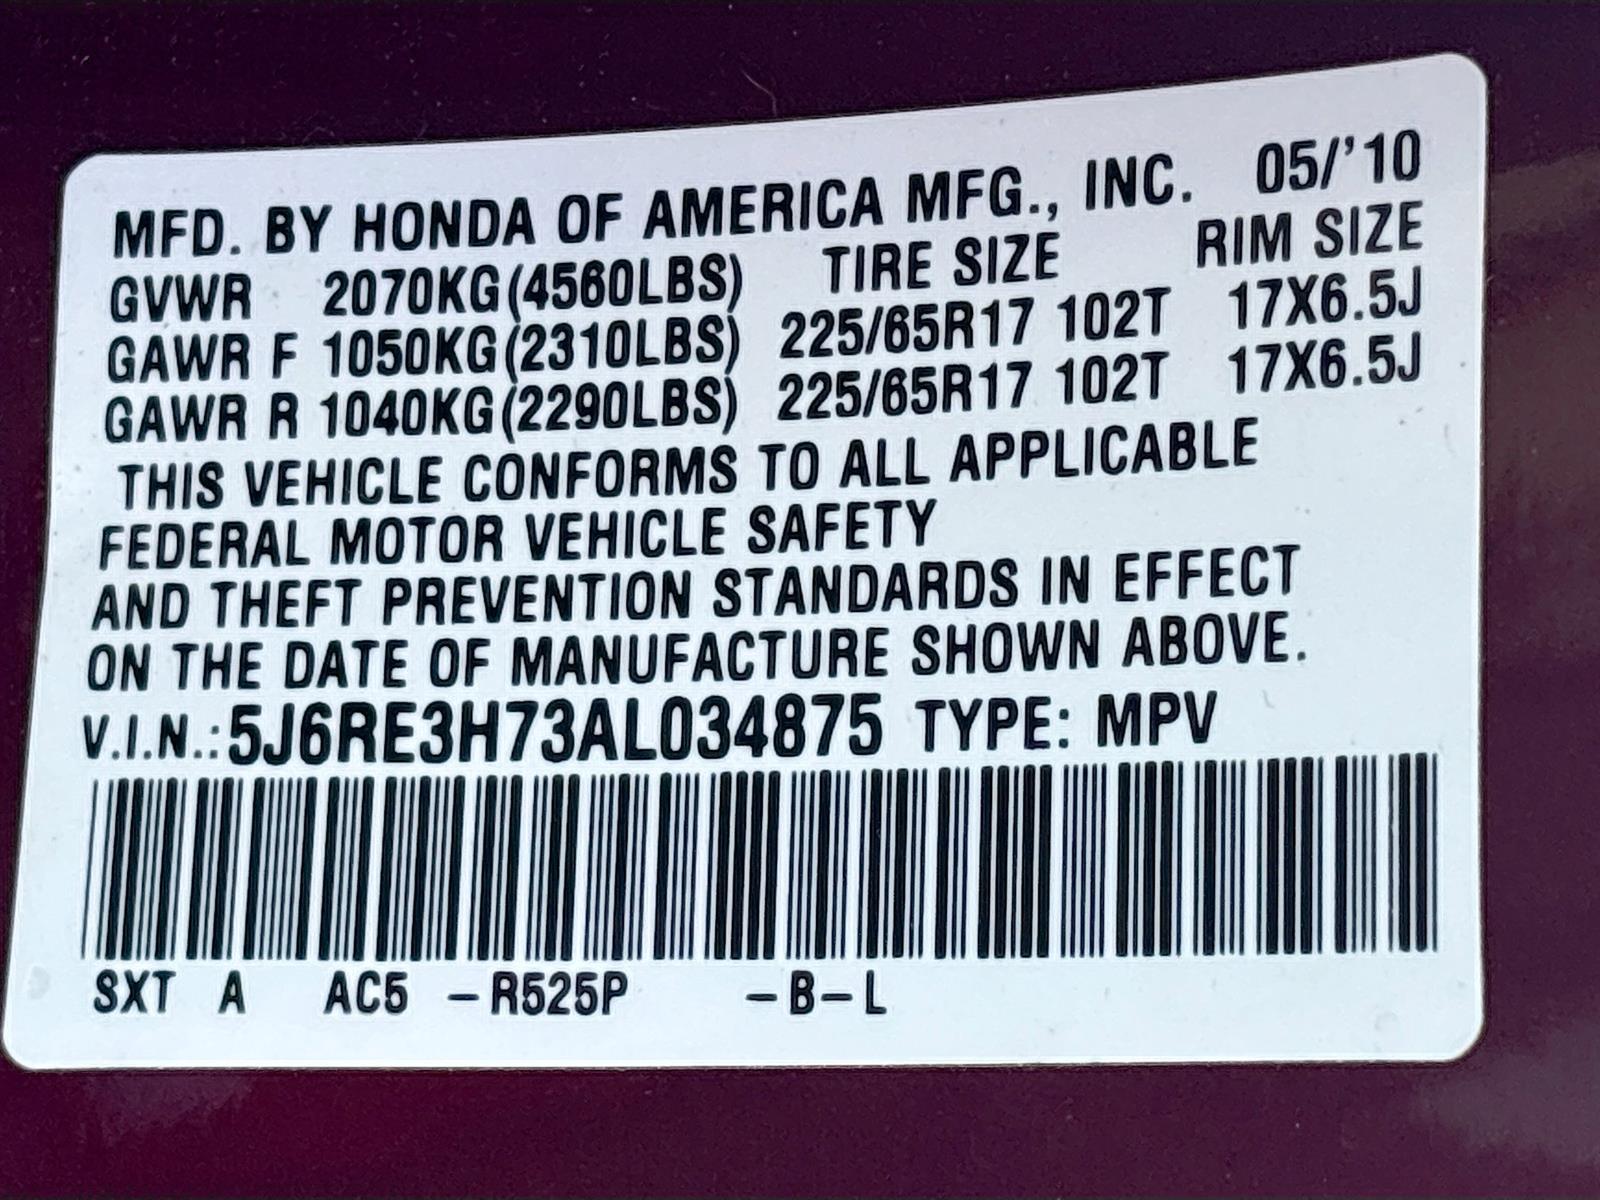 MFD. BY HONDA OF AMERICA MFG., INC. 05/'10
GVWR 2070KG(4560LBS) TIRE SIZE RIM SIZE
GAWR F 1050KG(2310LBS) 225/65R17 102T 17X6.5J
GAWR R 1040KG(2290LBS) 225/65R17 102T 17X6.5J
THIS VEHICLE CONFORMS TO ALL APPLICABLE
FEDERAL MOTOR VEHICLE SAFETY
AND THEFT PREVENTION STANDARDS IN EFFECT
ON THE DATE OF MANUFACTURE SHOWN ABOVE.
V.I.N.:5J6RE3H73AL034875 TYPE: MPV
SXT A AC5 –R525P –B–L